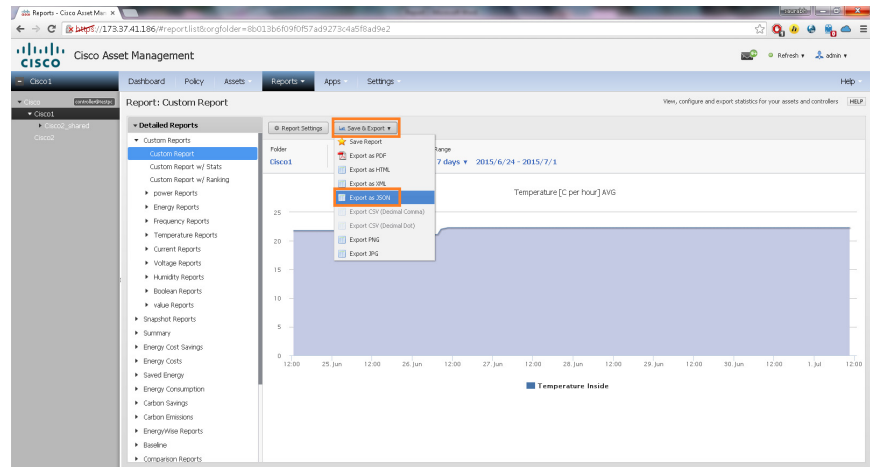 Reports - Cisco Asset Man
https://173.37.41.186/#reportlist&orgfolder=8b013b6f09f0f57ad9273c4a5f8ad9e2
CISCO
Cisco Asset Management
Refresh
admin
Cisco1
Dashboard
Policy
Assets
Reports
Apps
Settings
Help
Cisco
Cisco1
Cisco2_shared
Cisco2
Report: Custom Report
View, configure and export statistics for your assets and controllers
HELP
Detailed Reports
Custom Reports
Custom Report
Custom Report w/ Stats
Custom Report w/ Ranking
power Reports
Energy Reports
Frequency Reports
Temperature Reports
Current Reports
Voltage Reports
Humidity Reports
Boolean Reports
value Reports
Snapshot Reports
Summary
Energy Cost Savings
Energy Costs
Saved Energy
Energy Consumption
Carbon Savings
Carbon Emissions
EnergyWise Reports
Baseline
Comparison Reports
Report Settings
Save & Export
Save Report
Export as PDF
Export as HTML
Export as XML
Export as JSON
Export CSV (Decimal Comma)
Export CSV (Decimal Dot)
Export PNG
Export JPG
Folder
Cisco1
Range
7 days
2015/6/24 - 2015/7/1
Temperature [C per hour] AVG
25
20
15
10
5
0
12:00 25. Jun 12:00 26. Jun 12:00 27. Jun 12:00 28. Jun 12:00 29. Jun 12:00 30. Jun 12:00 1. Jul 12:00
Temperature Inside